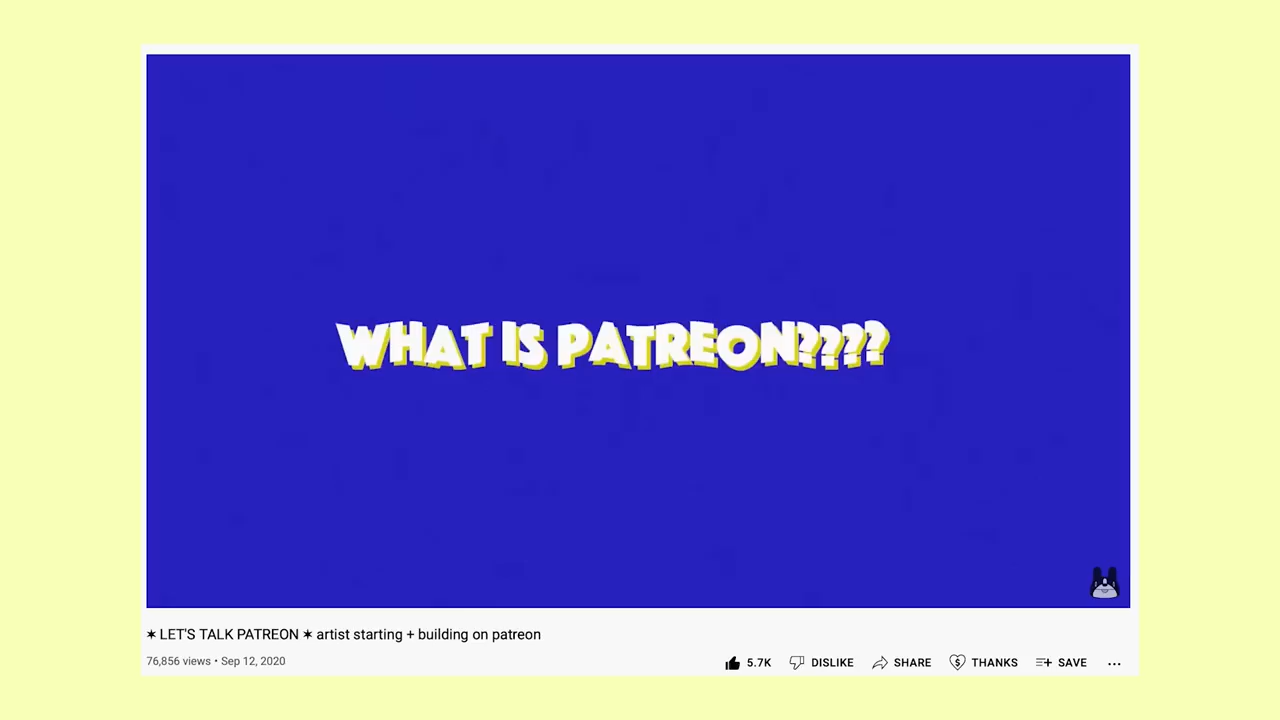 WHAT IS PATREON????
✶ LET'S TALK PATREON ✶ artist starting + building on patreon
76,856 views • Sep 12, 2020
5.7K DISLIKE SHARE THANKS SAVE ...